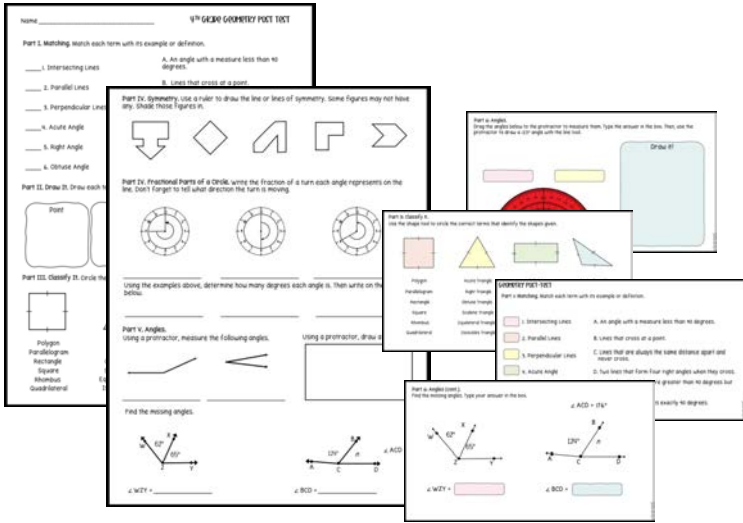 Name
4th Grade Geometry Post Test
Part I. Matching. Match each term with its example or definition.
1. Intersecting Lines
2. Parallel Lines
3. Perpendicular Lines
4. Acute Angle
5. Right Angle
6. Obtuse Angle
A. An angle with a measure less than 90
degrees.
B. Lines that cross at a point.
Part II. Draw It. Draw each
Point
Part III. Classify It. Circle the
Polygon
Parallelogram
Rectangle
Square
Rhombus
Quadrilateral
Part IV. Symmetry. Use a ruler to draw the line or lines of symmetry. Some figures may not have
any. Shade those figures in.
Part IV. Fractional Parts of a Circle. Write the fraction of a turn each angle represents on the
line. Don't forget to tell what direction the turn is moving.
Using the examples above, determine how many degrees each angle is. Then write on the
below.
Part V. Angles.
Using a protractor, measure the following angles.
Using a protractor, draw a
Find the missing angles.
W
X
62°
65°
Z
Y
∠ WZY =
B
124°
n
A
C
D
∠ ACD
∠ BCD =
Part 6: Angles.
Drag the angles below to the protractor to measure them. Type the answer in the box. Then, use the
protractor to draw a 125° angle with the line tool.
Draw It!
Part 3: Classify It.
Use the shape tool to circle the correct terms that identify the shapes given.
Polygon
Parallelogram
Rectangle
Square
Rhombus
Quadrilateral
Acute Triangle
Right Triangle
Obtuse Triangle
Scalene Triangle
Equilateral Triangle
Isosceles Triangle
Geometry Post-Test
Part 1: Matching. Match each term with its example or definition.
1. Intersecting Lines
2. Parallel Lines
3. Perpendicular Lines
4. Acute Angle
A. An angle with a measure less than 90 degrees.
B. Lines that cross at a point.
C. Lines that are always the same distance apart and
never cross.
D. Two lines that form four right angles when they cross.
re greater than 90 degrees but
is exactly 90 degrees.
Part 6: Angles (cont.)
Find the missing angles. Type your answer in the box.
W
X
62°
65°
Z
Y
∠ WZY =
∠ ACD = 176°
B
124°
n
A
C
D
∠ BCD =